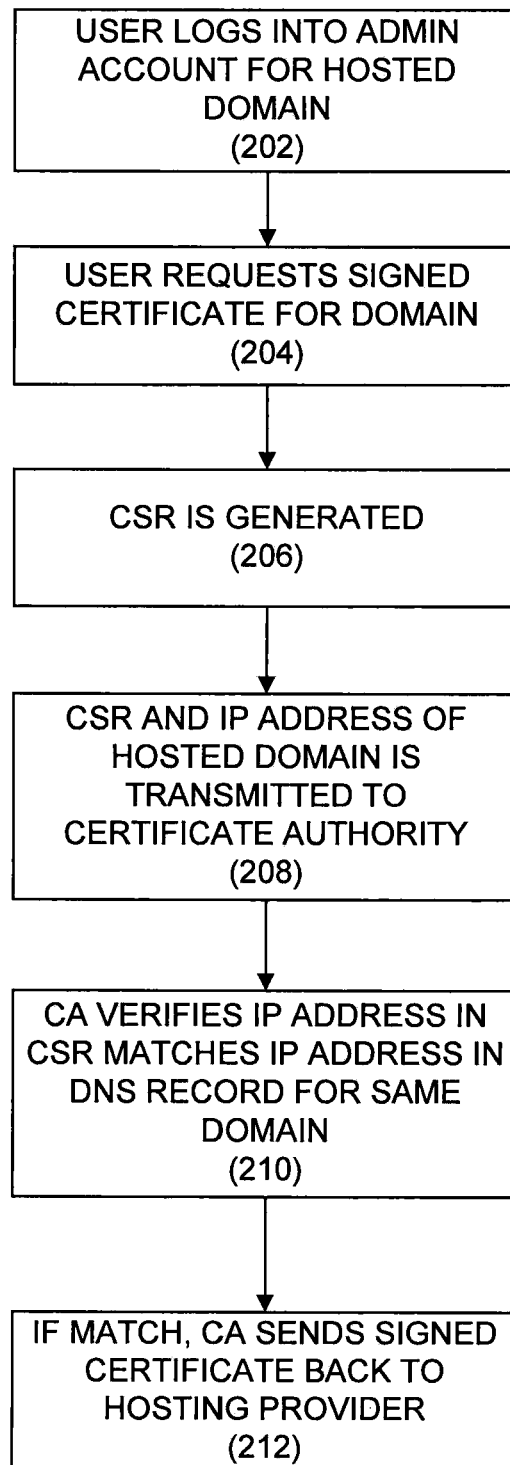 USER LOGS INTO ADMIN
ACCOUNT FOR HOSTED
DOMAIN
(202)
USER REQUESTS SIGNED
CERTIFICATE FOR DOMAIN
(204)
CSR IS GENERATED
(206)
CSR AND IP ADDRESS OF
HOSTED DOMAIN IS
TRANSMITTED TO
CERTIFICATE AUTHORITY
(208)
CA VERIFIES IP ADDRESS IN
CSR MATCHES IP ADDRESS IN
DNS RECORD FOR SAME
DOMAIN
(210)
IF MATCH, CA SENDS SIGNED
CERTIFICATE BACK TO
HOSTING PROVIDER
(212)